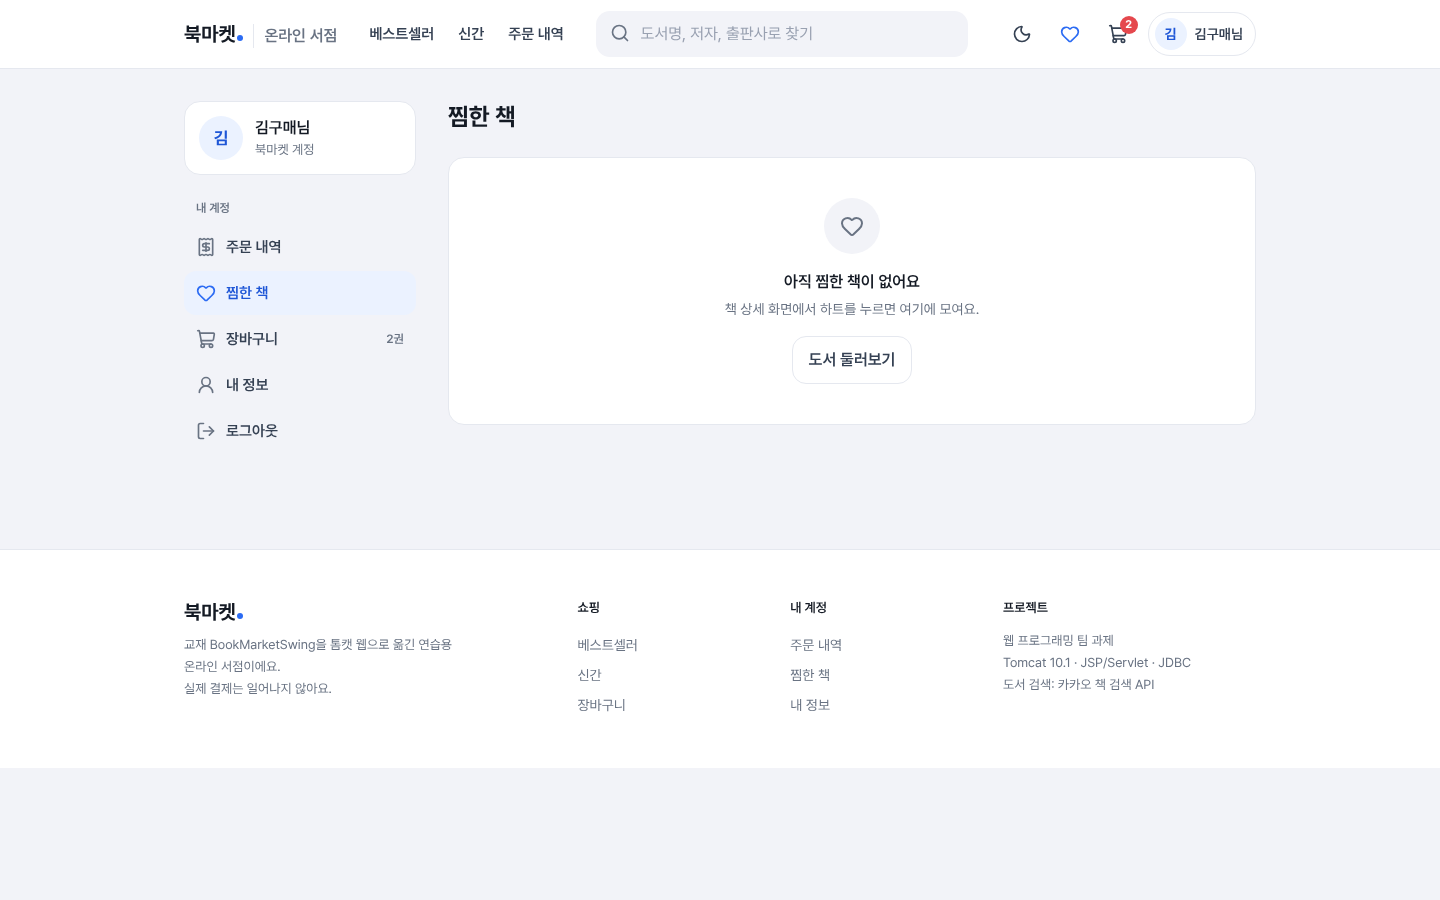 북마켓
온라인 서점
베스트셀러
신간
주문 내역
도서명, 저자, 출판사로 찾기
2
김
김구매님
김
김구매님
북마켓 계정
내 계정
주문 내역
찜한 책
장바구니
2권
내 정보
로그아웃
찜한 책
아직 찜한 책이 없어요
책 상세 화면에서 하트를 누르면 여기에 모여요.
도서 둘러보기
북마켓
교재 BookMarketSwing을 톰캣 웹으로 옮긴 연습용
온라인 서점이에요.
실제 결제는 일어나지 않아요.
쇼핑
베스트셀러
신간
장바구니
내 계정
주문 내역
찜한 책
내 정보
프로젝트
웹 프로그래밍 팀 과제
Tomcat 10.1 · JSP/Servlet · JDBC
도서 검색: 카카오 책 검색 API